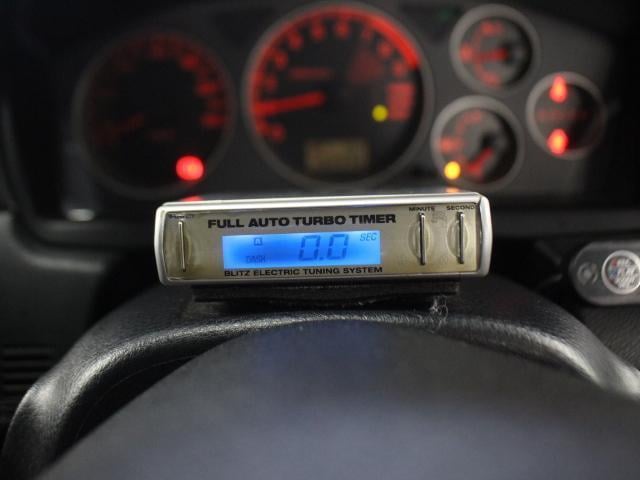 FULL AUTO TURBO TIMER
MINUTE SECOND
A 0.0 SEC
DASH
BLITZ ELECTRIC TUNING SYSTEM